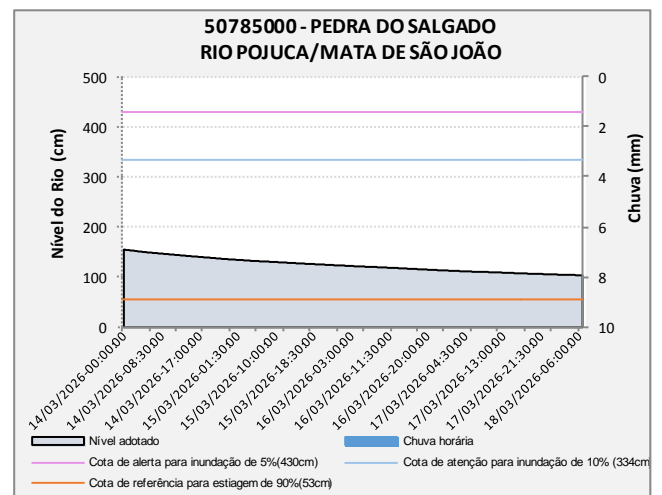 50785000 - PEDRA DO SALGADO
RIO POJUCA/MATA DE SÃO JOÃO
Nível do Rio (cm)
500
400
300
200
100
0
0
2
4
6
8
10
Chuva (mm)
14/03/2026-00:00:00
14/03/2026-08:30:00
14/03/2026-17:00:00
15/03/2026-01:30:00
15/03/2026-10:00:00
15/03/2026-18:30:00
16/03/2026-03:00:00
16/03/2026-11:30:00
16/03/2026-20:00:00
17/03/2026-04:30:00
17/03/2026-13:00:00
17/03/2026-21:30:00
18/03/2026-06:00:00
Nível adotado
Chuva horária
Cota de alerta para inundação de 5%(430cm)
Cota de atenção para inundação de 10% (334cm
Cota de referência para estiagem de 90%(53cm)